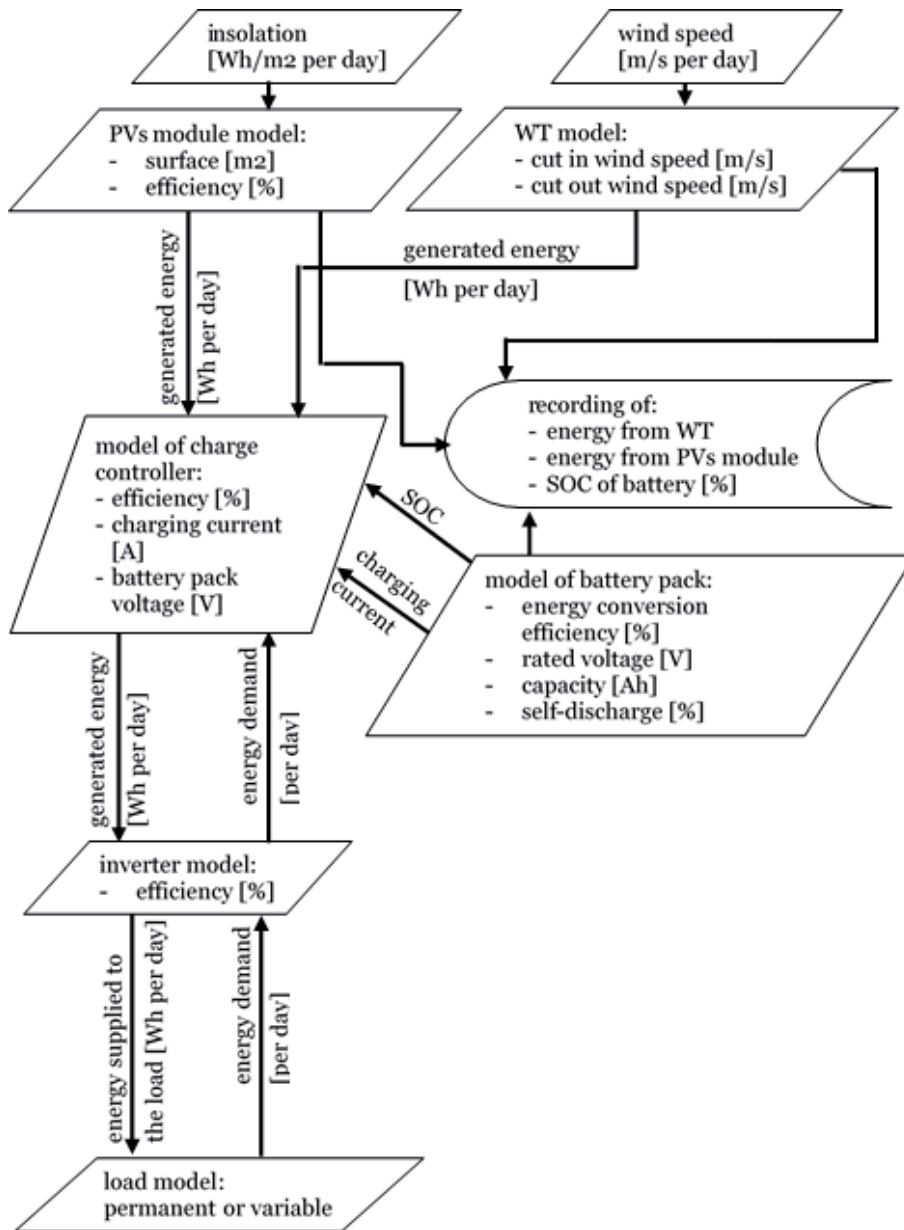 insolation
[Wh/m2 per day]
wind speed
[m/s per day]
PVs module model:
- surface [m2]
- efficiency [%]
WT model:
- cut in wind speed [m/s]
- cut out wind speed [m/s]
generated energy
[Wh per day]
generated energy
[Wh per day]
recording of:
- energy from WT
- energy from PVs module
- SOC of battery [%]
model of charge
controller:
- efficiency [%]
- charging current
[A]
- battery pack
voltage [V]
SOC
charging
current
model of battery pack:
- energy conversion
efficiency [%]
- rated voltage [V]
- capacity [Ah]
- self-discharge [%]
generated energy
[Wh per day]
energy demand
[per day]
inverter model:
- efficiency [%]
energy supplied to
the load [Wh per day]
energy demand
[per day]
load model:
permanent or variable